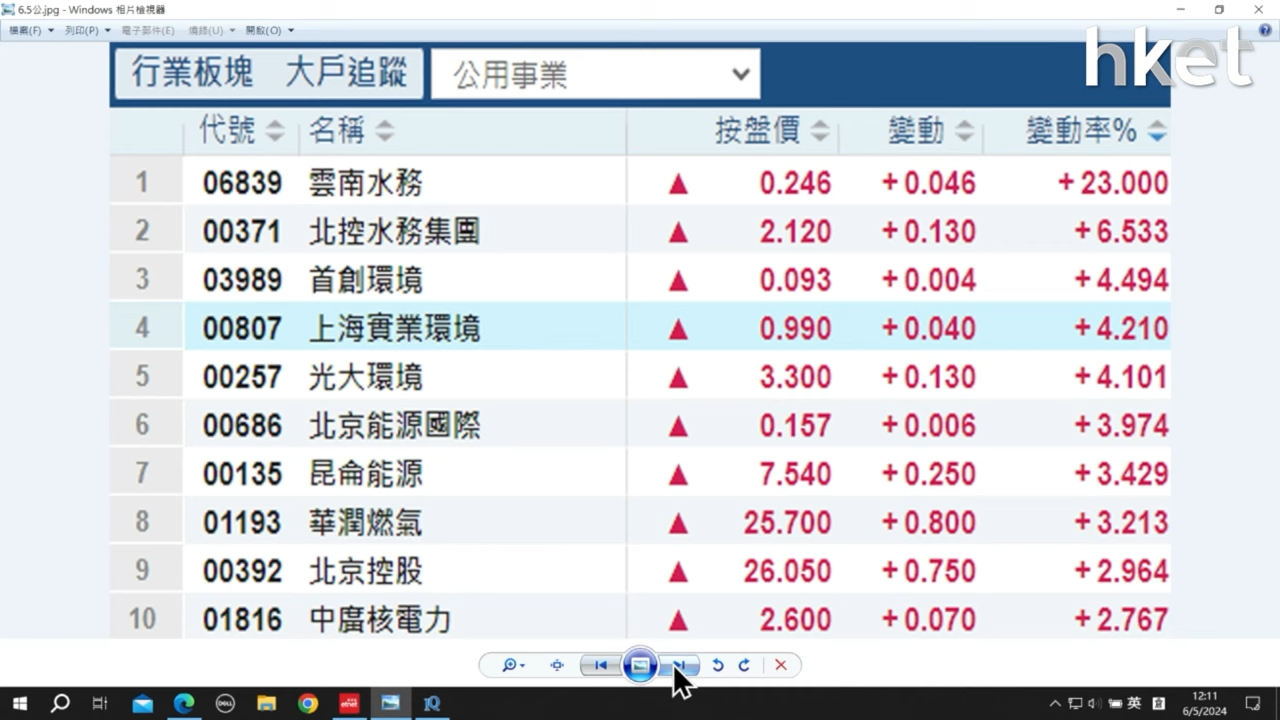 6.5公.jpg - Windows 相片檢視器
檔案(F) 列印(P) 電子郵件(E) 燒錄(U) 開啟(O)
hket
行業板塊 大戶追蹤 公用事業
代號 名稱 按盤價 變動 變動率%
1 06839 雲南水務 ▲ 0.246 +0.046 +23.000
2 00371 北控水務集團 ▲ 2.120 +0.130 +6.533
3 03989 首創環境 ▲ 0.093 +0.004 +4.494
4 00807 上海實業環境 ▲ 0.990 +0.040 +4.210
5 00257 光大環境 ▲ 3.300 +0.130 +4.101
6 00686 北京能源國際 ▲ 0.157 +0.006 +3.974
7 00135 昆侖能源 ▲ 7.540 +0.250 +3.429
8 01193 華潤燃氣 ▲ 25.700 +0.800 +3.213
9 00392 北京控股 ▲ 26.050 +0.750 +2.964
10 01816 中廣核電力 ▲ 2.600 +0.070 +2.767
DELL
etnet
IQ
英
12:11
6/5/2024